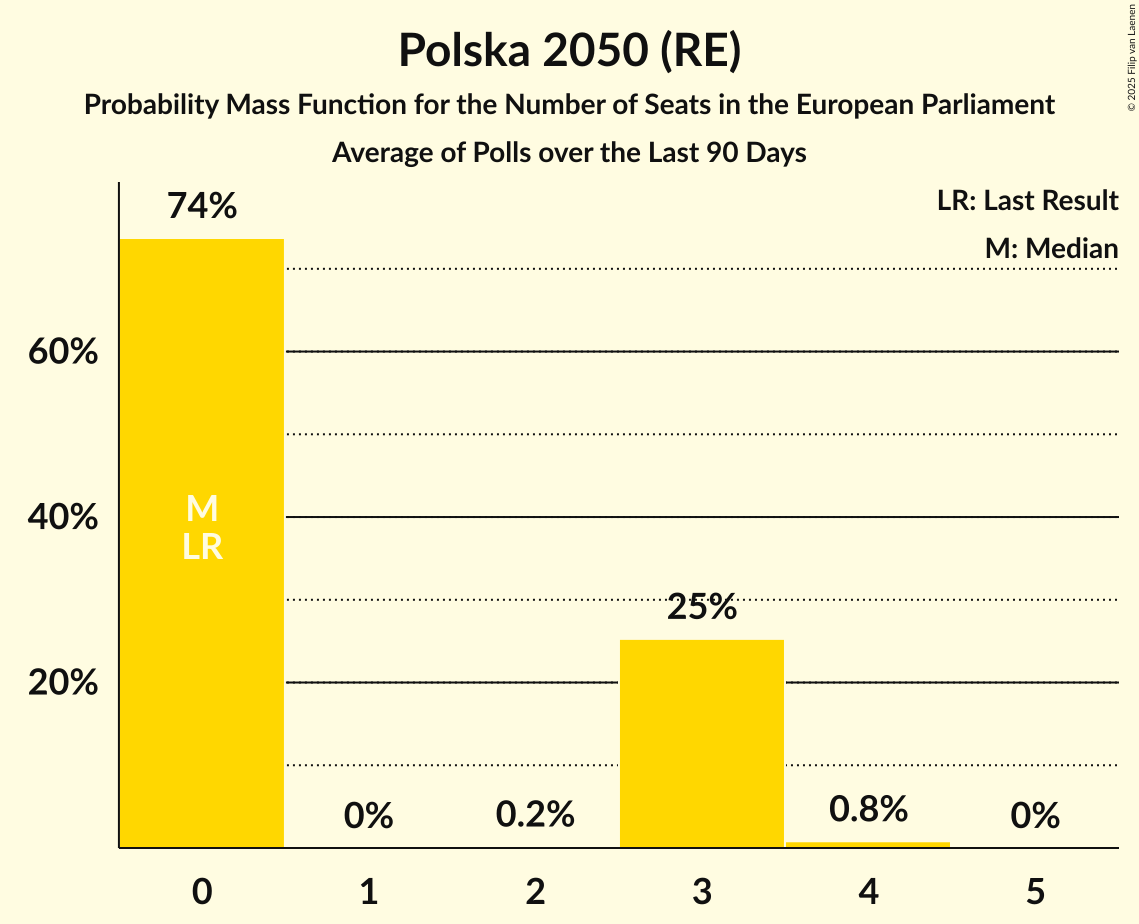 Polska 2050 (RE)
Probability Mass Function for the Number of Seats in the European Parliament
Average of Polls over the Last 90 Days
© 2025 Filip van Laenen
LR: Last Result
M: Median
74%
60%
40%
20%
M
LR
0%
0.2%
25%
0.8%
0%
0 1 2 3 4 5